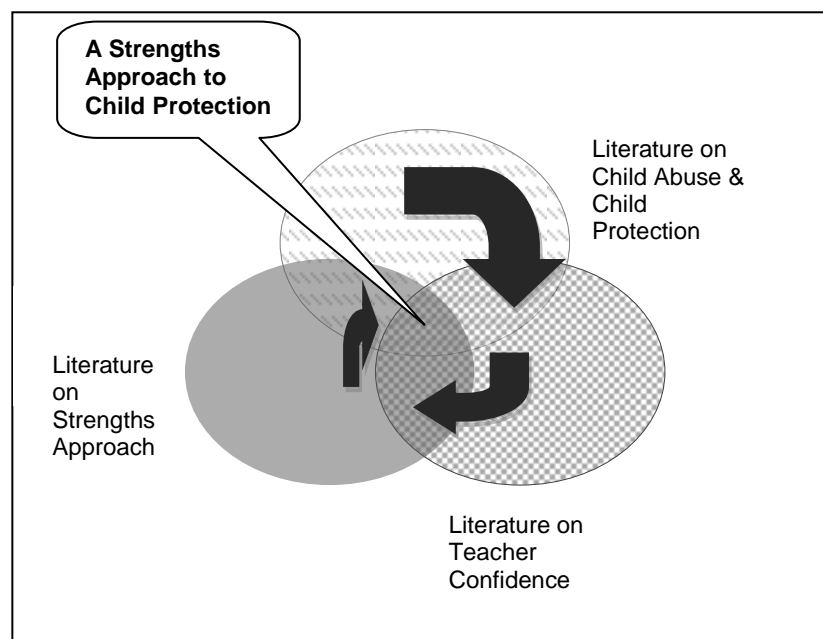 A Strengths
Approach to
Child Protection
Literature on
Child Abuse &
Child
Protection
Literature
on
Strengths
Approach
Literature on
Teacher
Confidence